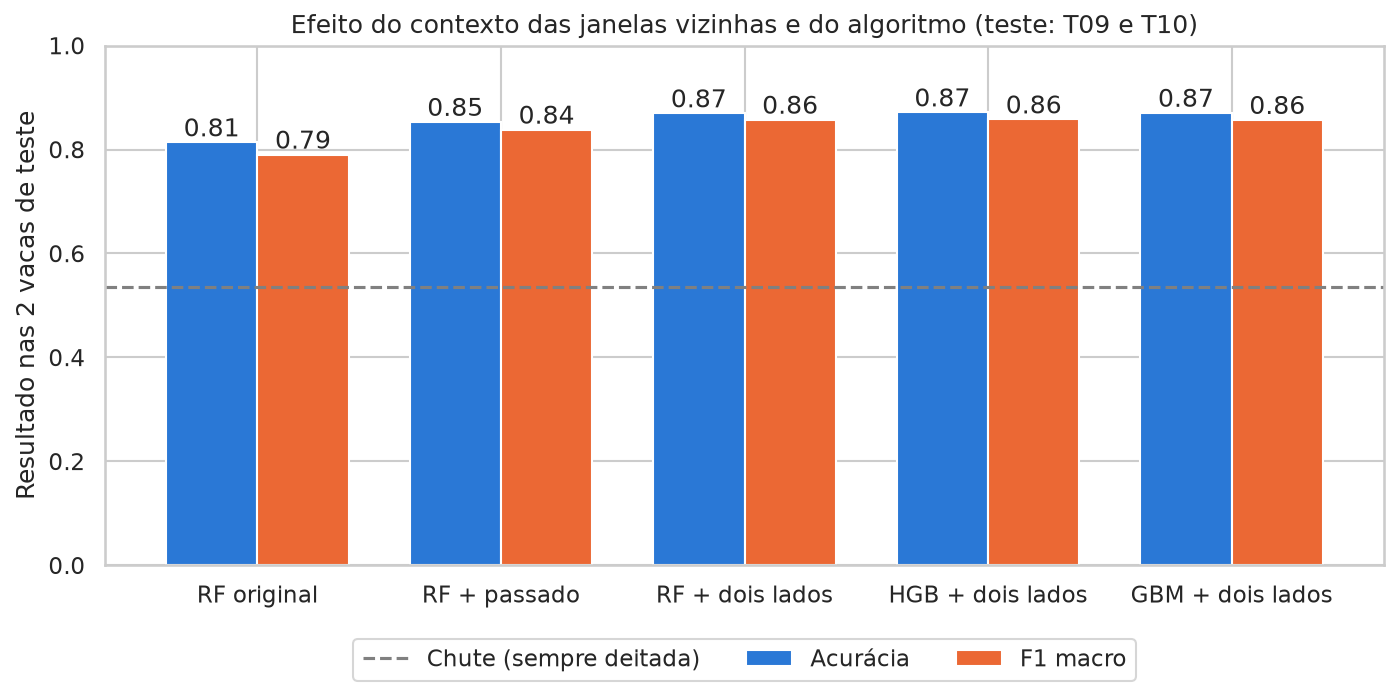 Efeito do contexto das janelas vizinhas e do algoritmo (teste: T09 e T10)
Resultado nas 2 vacas de teste
1.0
0.8
0.6
0.4
0.2
0.0
0.81 0.79 0.85 0.84 0.87 0.86 0.87 0.86 0.87 0.86
RF original RF + passado RF + dois lados HGB + dois lados GBM + dois lados
Chute (sempre deitada) Acurácia F1 macro